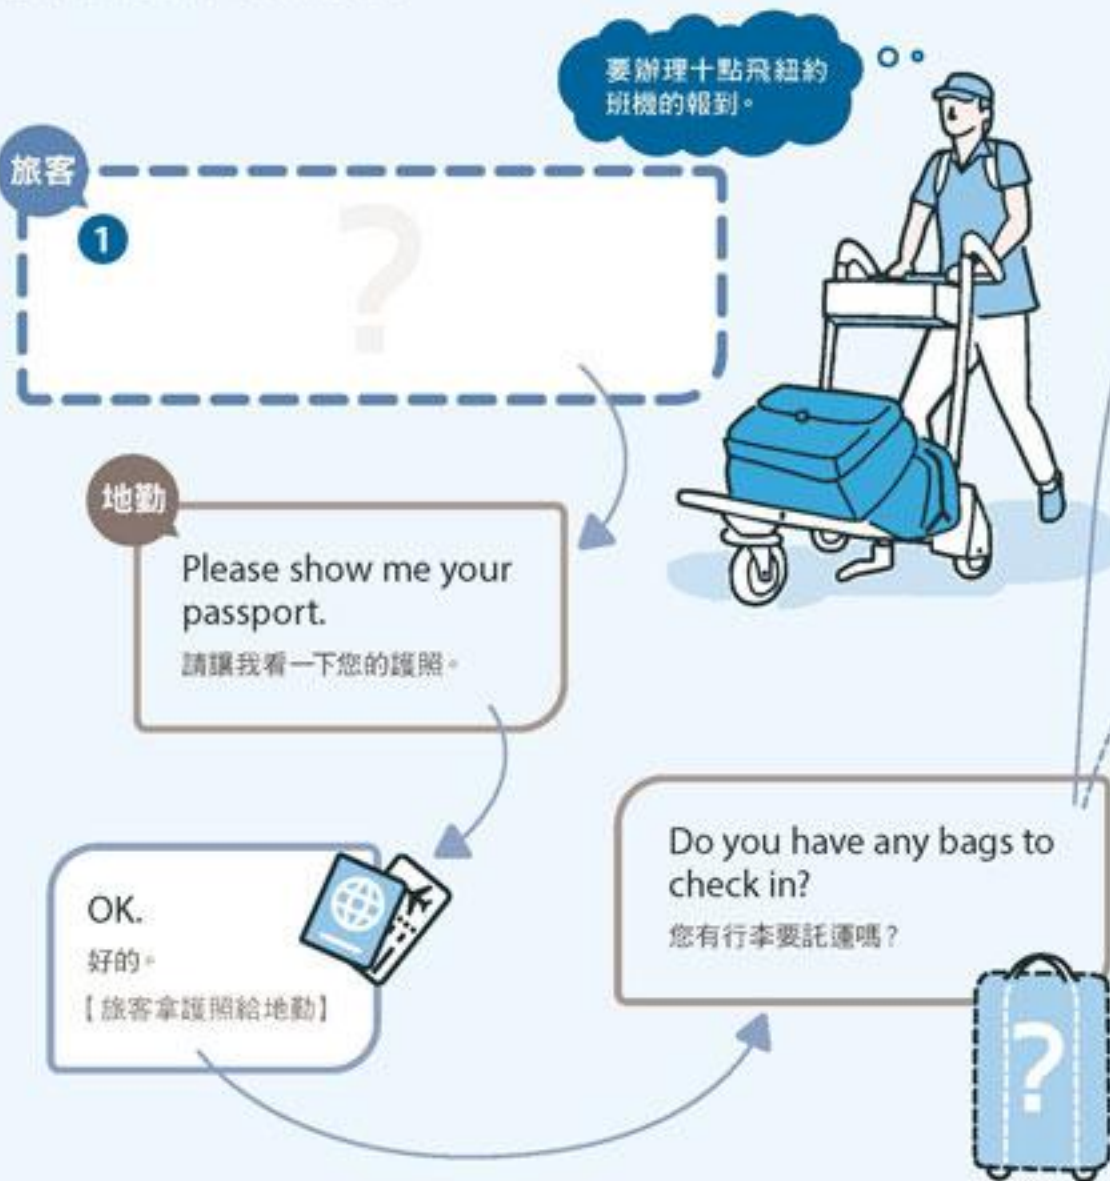 要辦理十點飛紐約
班機的報到。
旅客
1
?
地勤
Please show me your
passport.
請讓我看一下您的護照。
OK.
好的。
【旅客拿護照給地勤】
Do you have any bags to
check in?
您有行李要託運嗎?
?